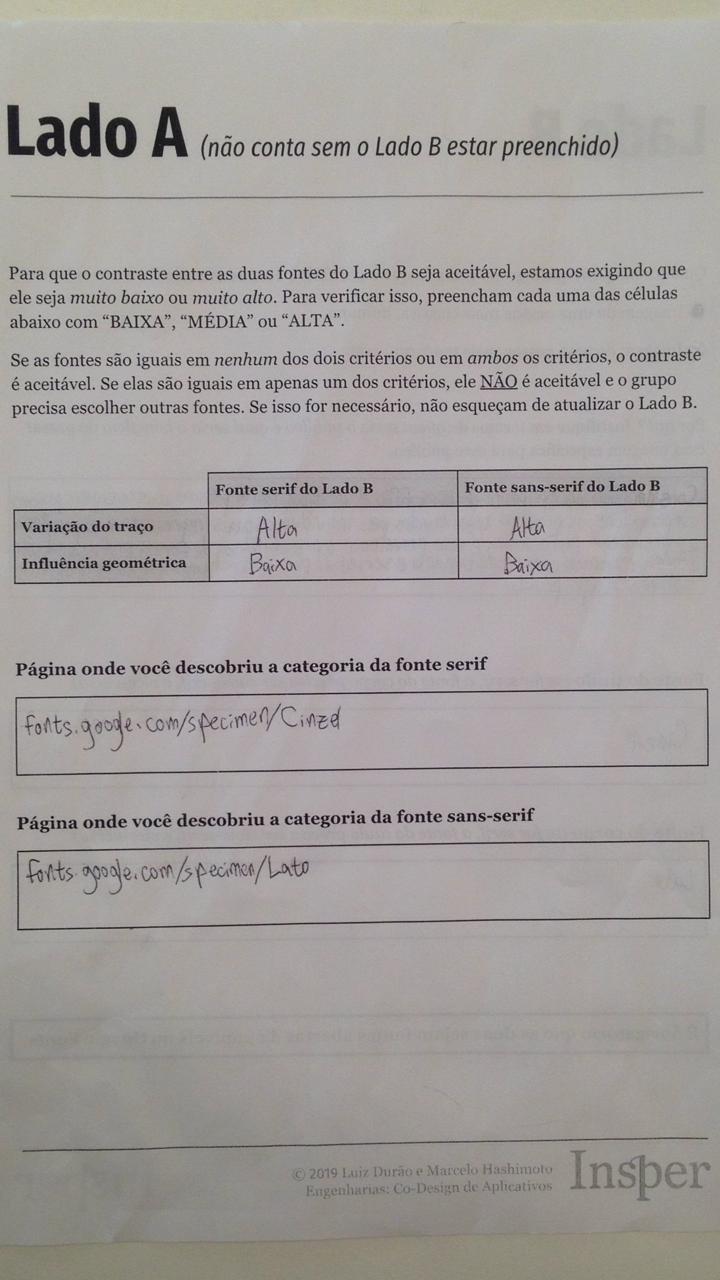 Lado A (não conta sem o Lado B estar preenchido)
Para que o contraste entre as duas fontes do Lado B seja aceitável, estamos exigindo que
ele seja muito baixo ou muito alto. Para verificar isso, preencham cada uma das células
abaixo com “BAIXA”, “MÉDIA” ou “ALTA”.
Se as fontes são iguais em nenhum dos dois critérios ou em ambos os critérios, o contraste
é aceitável. Se elas são iguais em apenas um dos critérios, ele NÃO é aceitável e o grupo
precisa escolher outras fontes. Se isso for necessário, não esqueçam de atualizar o Lado B.
Fonte serif do Lado B Fonte sans-serif do Lado B
Variação do traço Alta Alta
Influência geométrica Baixa Baixa
Página onde você descobriu a categoria da fonte serif
fonts.google.com/specimen/Cinzel
Página onde você descobriu a categoria da fonte sans-serif
fonts.google.com/specimen/Lato
© 2019 Luiz Durão e Marcelo Hashimoto
Engenharias: Co-Design de Aplicativos
Insper